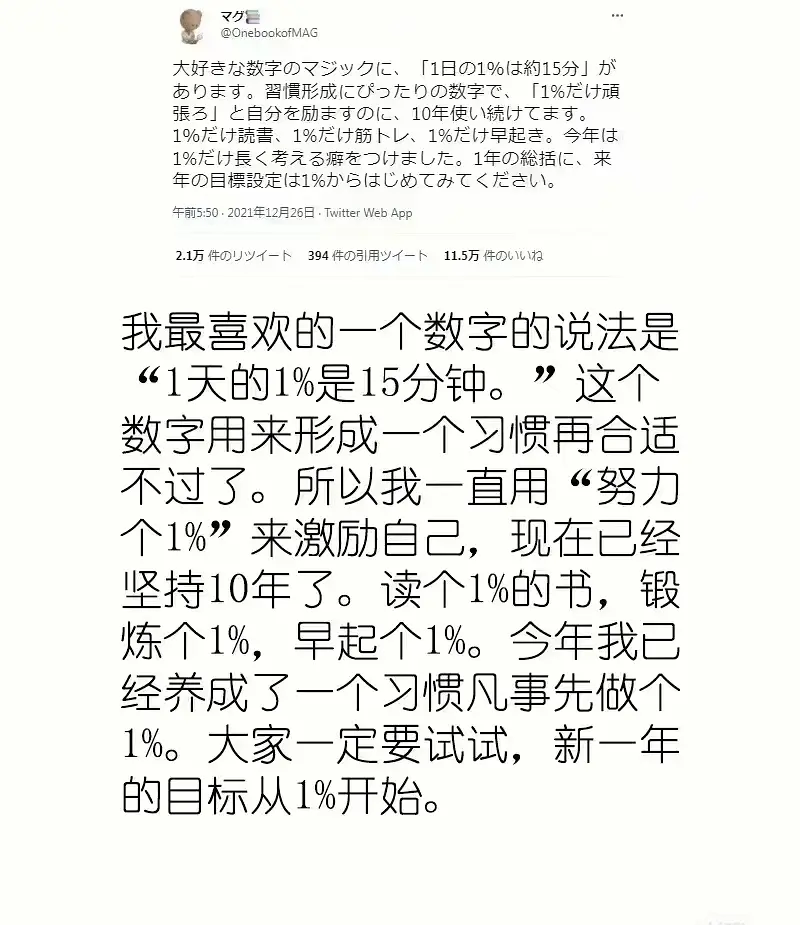 マグ📚
@OnebookofMAG
大好きな数字のマジックに、「1日の1%は約15分」が
あります。習慣形成にぴったりの数字で、「1%だけ頑
張ろ」と自分を励ますのに、10年使い続けてます。
1%だけ読書、1%だけ筋トレ、1%だけ早起き。今年は
1%だけ長く考える癖をつけました。1年の総括に、来
年の目標設定は1%からはじめてみてください。
午前5:50 · 2021年12月26日 · Twitter Web App
2.1万 件のリツイート 394 件の引用ツイート 11.5万 件のいいね
我最喜欢的一个数字的说法是
“1天的1%是15分钟。”这个
数字用来形成一个习惯再合适
不过了。所以我一直用“努力
个1%”来激励自己，现在已经
坚持10年了。读个1%的书，锻
炼个1%，早起个1%。今年我已
经养成了一个习惯凡事先做个
1%。大家一定要试试，新一年
的目标从1%开始。